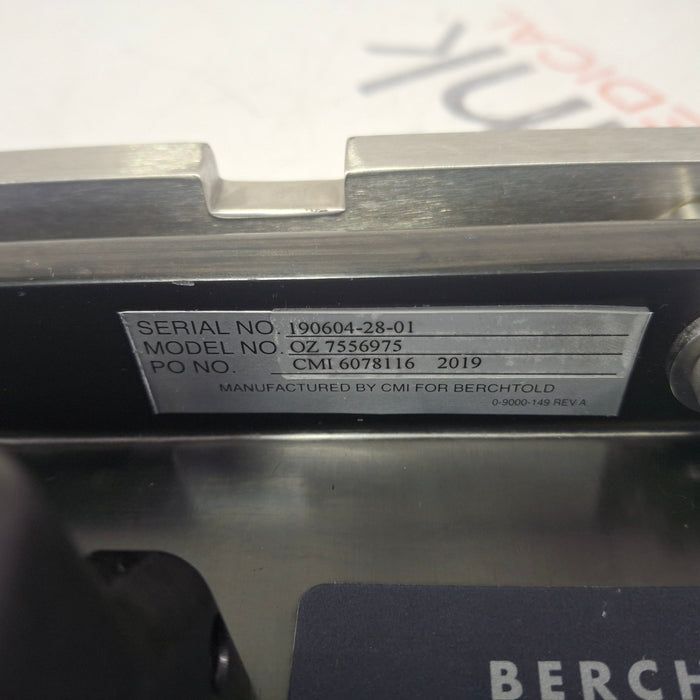 SERIAL NO. 190604-28-01
MODEL NO. OZ 7556975
PO NO. CMI 6078116 2019
MANUFACTURED BY CMI FOR BERCHTOLD
0-9000-149 REV A
BERCH